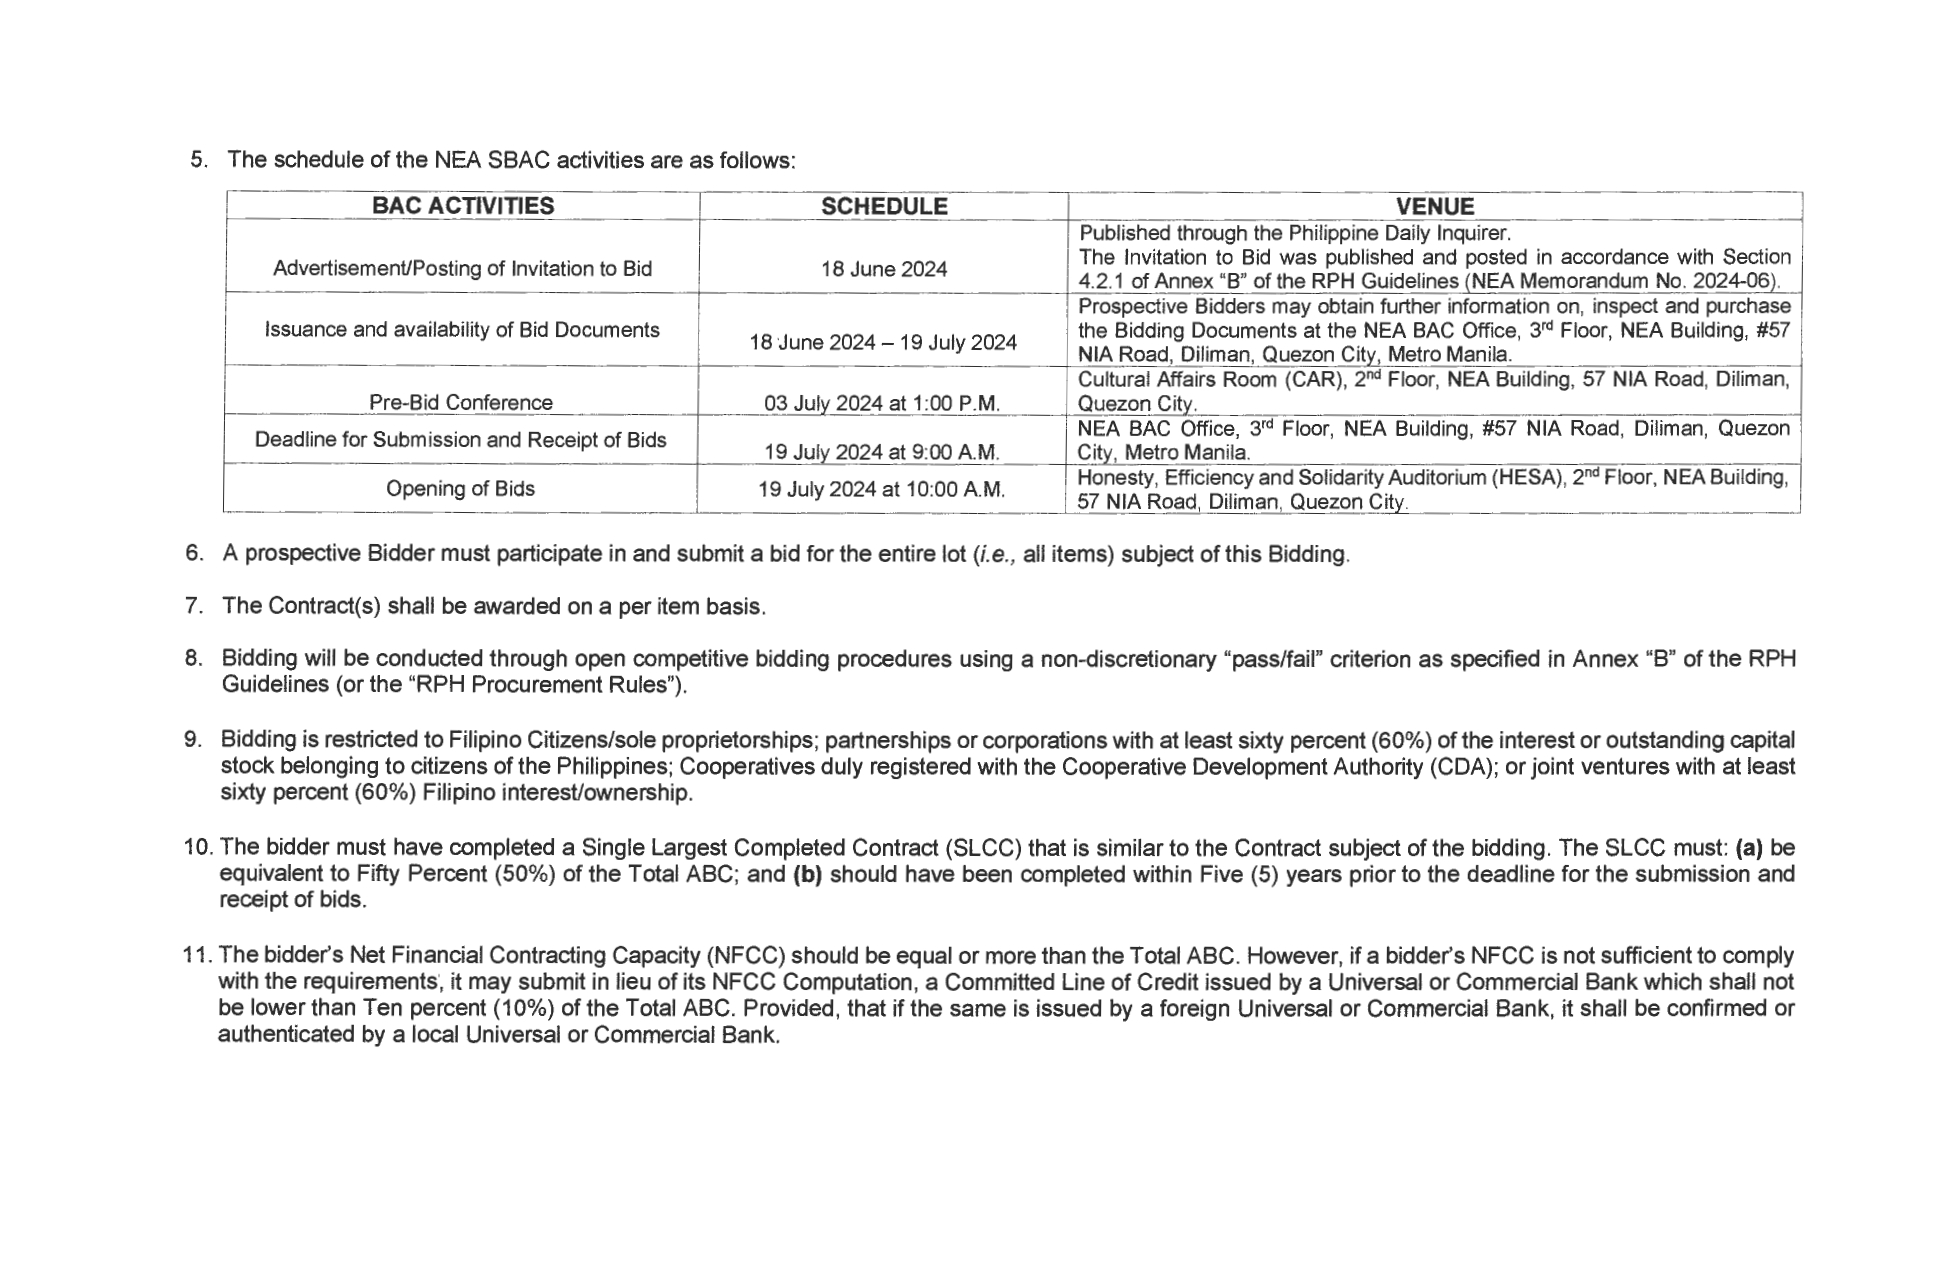 5. The schedule of the NEA SBAC activities are as follows:
BAC ACTIVITIES
SCHEDULE
VENUE
Advertisement/Posting of Invitation to Bid
18 June 2024
Published through the Philippine Daily Inquirer.
The Invitation to Bid was published and posted in accordance with Section
4.2.1 of Annex “B” of the RPH Guidelines (NEA Memorandum No. 2024-06).
Issuance and availability of Bid Documents
18 June 2024 – 19 July 2024
Prospective Bidders may obtain further information on, inspect and purchase
the Bidding Documents at the NEA BAC Office, 3rd Floor, NEA Building, #57
NIA Road, Diliman, Quezon City, Metro Manila.
Pre-Bid Conference
03 July 2024 at 1:00 P.M.
Cultural Affairs Room (CAR), 2nd Floor, NEA Building, 57 NIA Road, Diliman,
Quezon City.
Deadline for Submission and Receipt of Bids
19 July 2024 at 9:00 A.M.
NEA BAC Office, 3rd Floor, NEA Building, #57 NIA Road, Diliman, Quezon
City, Metro Manila.
Opening of Bids
19 July 2024 at 10:00 A.M.
Honesty, Efficiency and Solidarity Auditorium (HESA), 2nd Floor, NEA Building,
57 NIA Road, Diliman, Quezon City.
6. A prospective Bidder must participate in and submit a bid for the entire lot (i.e., all items) subject of this Bidding.
7. The Contract(s) shall be awarded on a per item basis.
8. Bidding will be conducted through open competitive bidding procedures using a non-discretionary “pass/fail” criterion as specified in Annex “B” of the RPH
Guidelines (or the “RPH Procurement Rules”).
9. Bidding is restricted to Filipino Citizens/sole proprietorships; partnerships or corporations with at least sixty percent (60%) of the interest or outstanding capital
stock belonging to citizens of the Philippines; Cooperatives duly registered with the Cooperative Development Authority (CDA); or joint ventures with at least
sixty percent (60%) Filipino interest/ownership.
10. The bidder must have completed a Single Largest Completed Contract (SLCC) that is similar to the Contract subject of the bidding. The SLCC must: (a) be
equivalent to Fifty Percent (50%) of the Total ABC; and (b) should have been completed within Five (5) years prior to the deadline for the submission and
receipt of bids.
11. The bidder’s Net Financial Contracting Capacity (NFCC) should be equal or more than the Total ABC. However, if a bidder’s NFCC is not sufficient to comply
with the requirements, it may submit in lieu of its NFCC Computation, a Committed Line of Credit issued by a Universal or Commercial Bank which shall not
be lower than Ten percent (10%) of the Total ABC. Provided, that if the same is issued by a foreign Universal or Commercial Bank, it shall be confirmed or
authenticated by a local Universal or Commercial Bank.